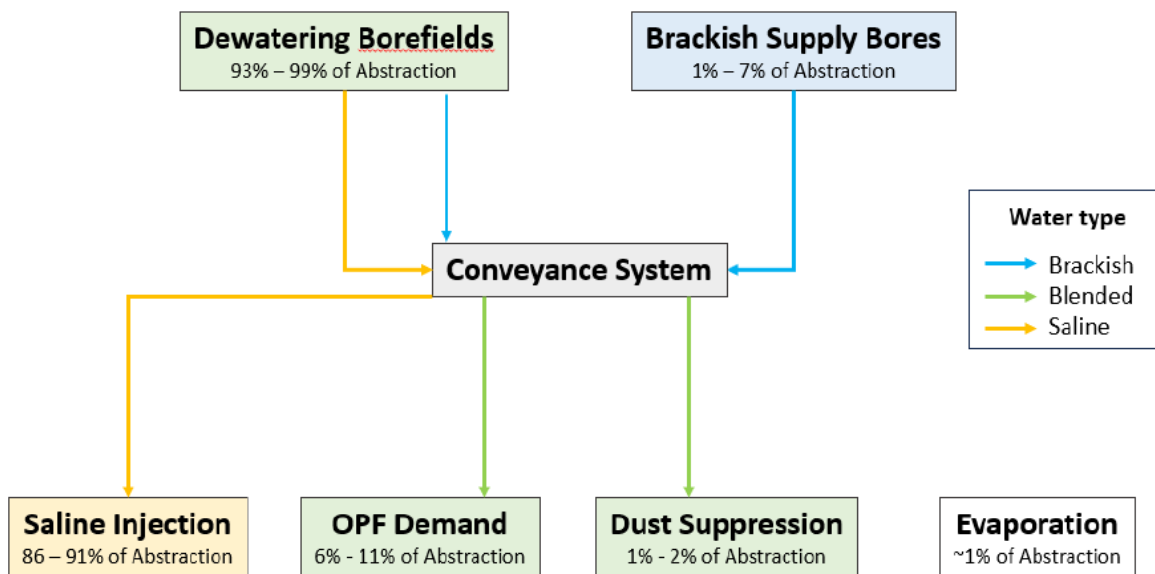 Dewatering Borefields
93% – 99% of Abstraction
Brackish Supply Bores
1% – 7% of Abstraction
Conveyance System
Water type
Brackish
Blended
Saline
Saline Injection
86 – 91% of Abstraction
OPF Demand
6% - 11% of Abstraction
Dust Suppression
1% - 2% of Abstraction
Evaporation
~1% of Abstraction